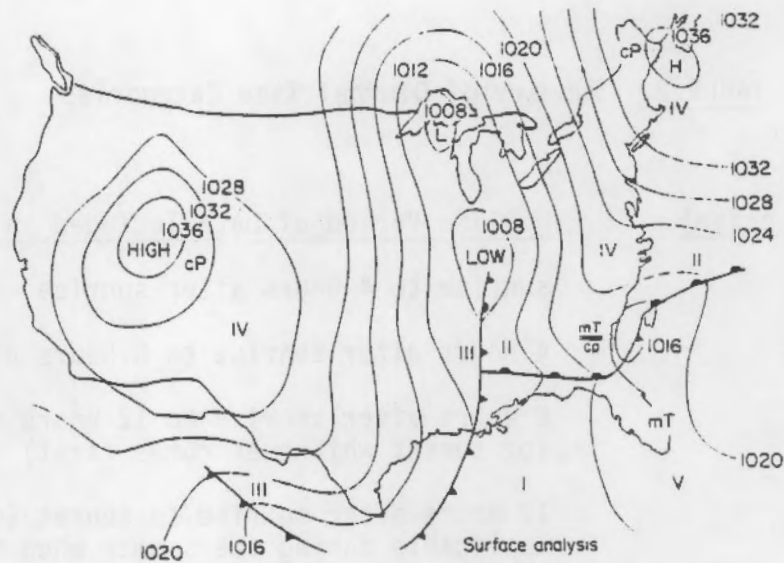 1032
1036
cP
H
1020
1012
1016
1008
L
IV
1032
1028
1028
1032
1036
HIGH
cP
1008
LOW
IV
1024
II
IV
mT
cP
1016
III
II
mT
1020
III
I
V
1020
1016
Surface analysis